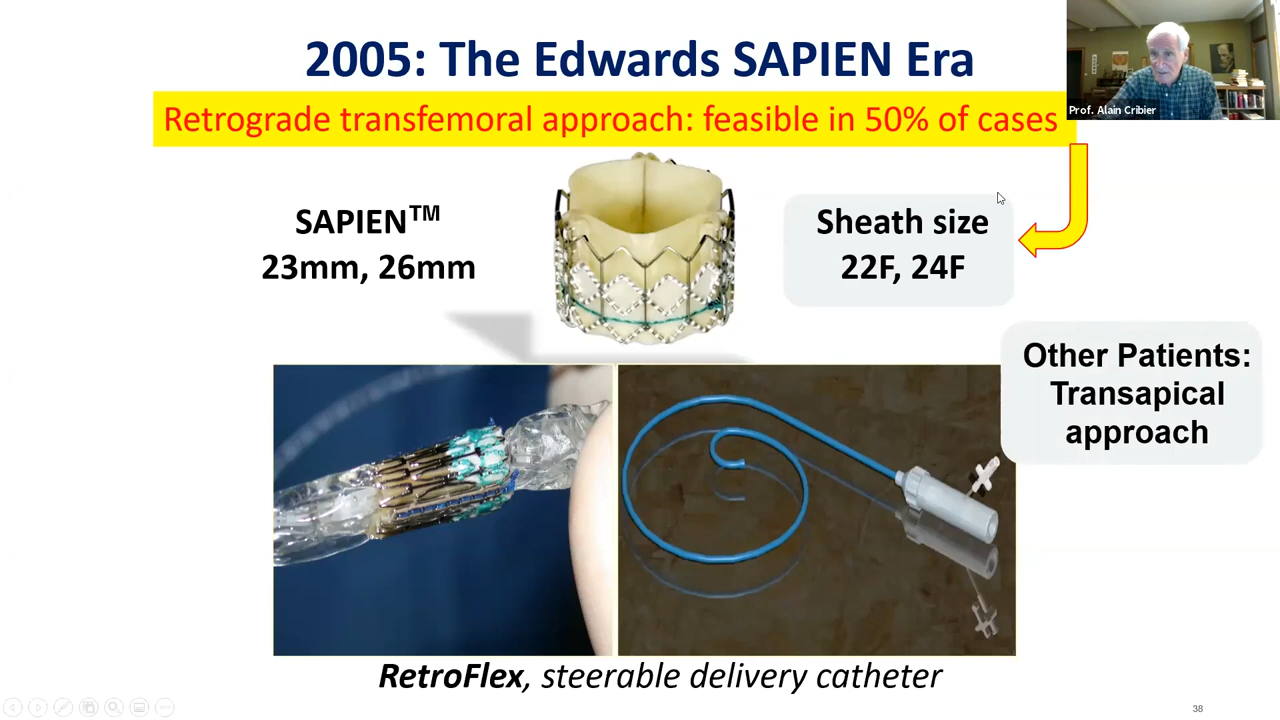 2005: The Edwards SAPIEN Era
Prof. Alain Cribier
Retrograde transfemoral approach: feasible in 50% of cases
SAPIEN™
23mm, 26mm
Sheath size
22F, 24F
Other Patients:
Transapical
approach
RetroFlex, steerable delivery catheter
38